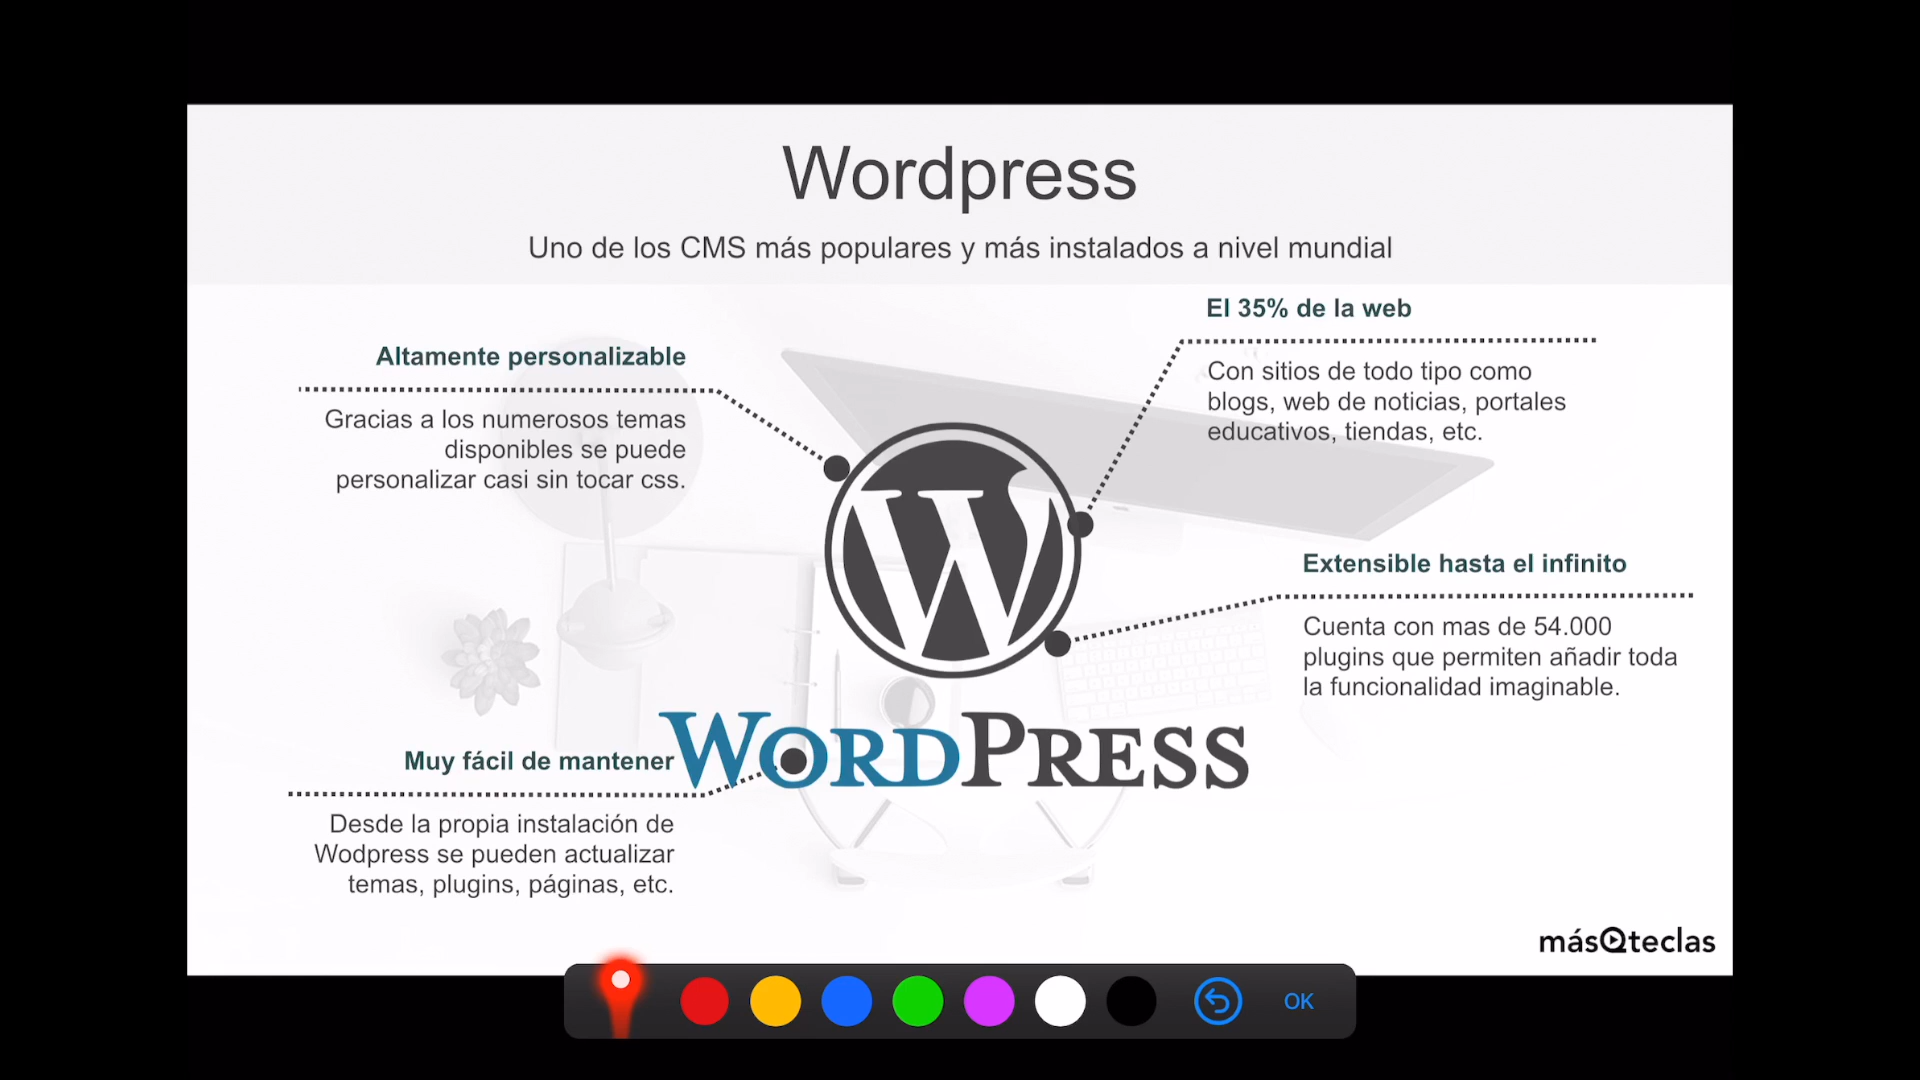 Wordpress
Uno de los CMS más populares y más instalados a nivel mundial
Altamente personalizable
Gracias a los numerosos temas
disponibles se puede
personalizar casi sin tocar css.
El 35% de la web
Con sitios de todo tipo como
blogs, web de noticias, portales
educativos, tiendas, etc.
Extensible hasta el infinito
Cuenta con mas de 54.000
plugins que permiten añadir toda
la funcionalidad imaginable.
W
WORDPRESS
Muy fácil de mantener
Desde la propia instalación de
Wodpress se pueden actualizar
temas, plugins, páginas, etc.
másQteclas
OK